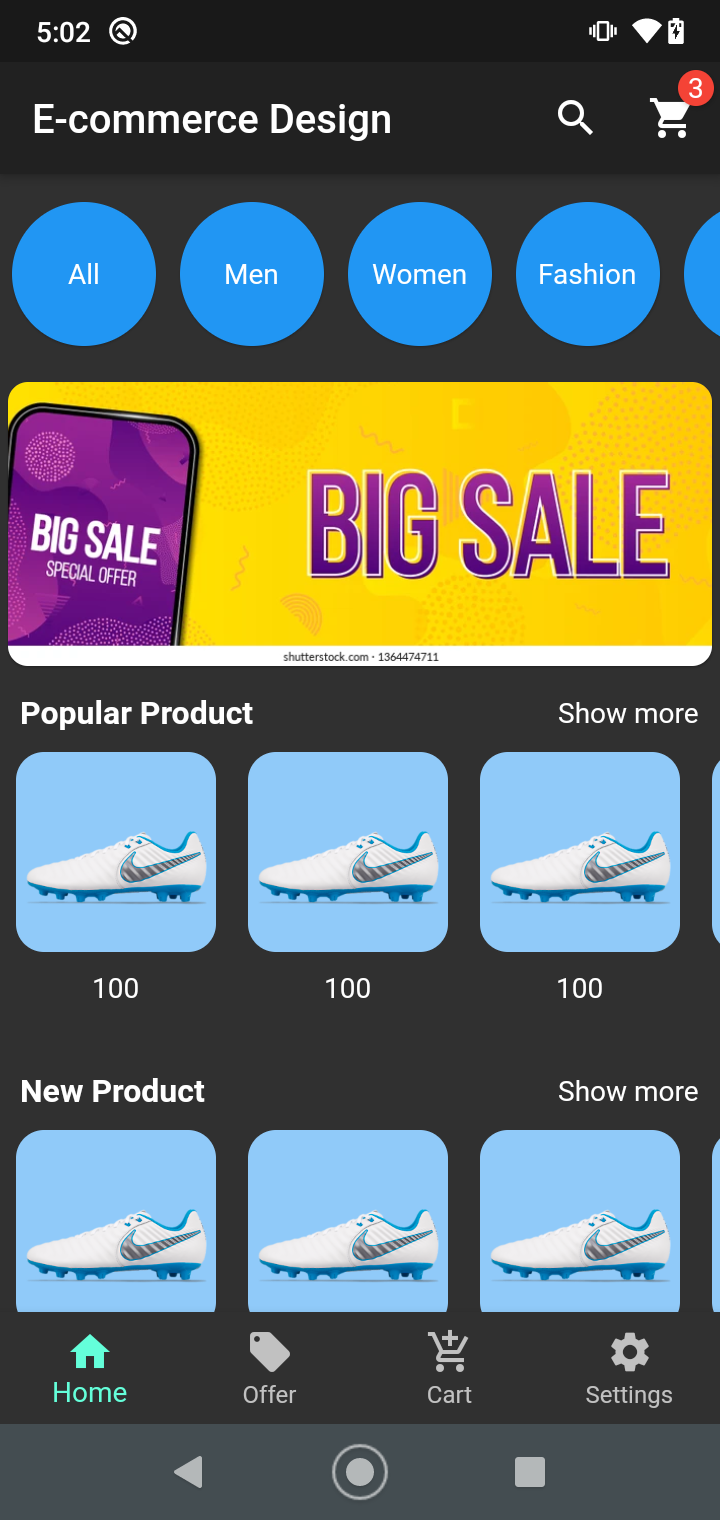 5:02
E-commerce Design
3
All
Men
Women
Fashion
BIG SALE
SPECIAL OFFER
BIG SALE
shutterstock.com · 1364474711
Popular Product
Show more
100
100
100
New Product
Show more
Home
Offer
Cart
Settings